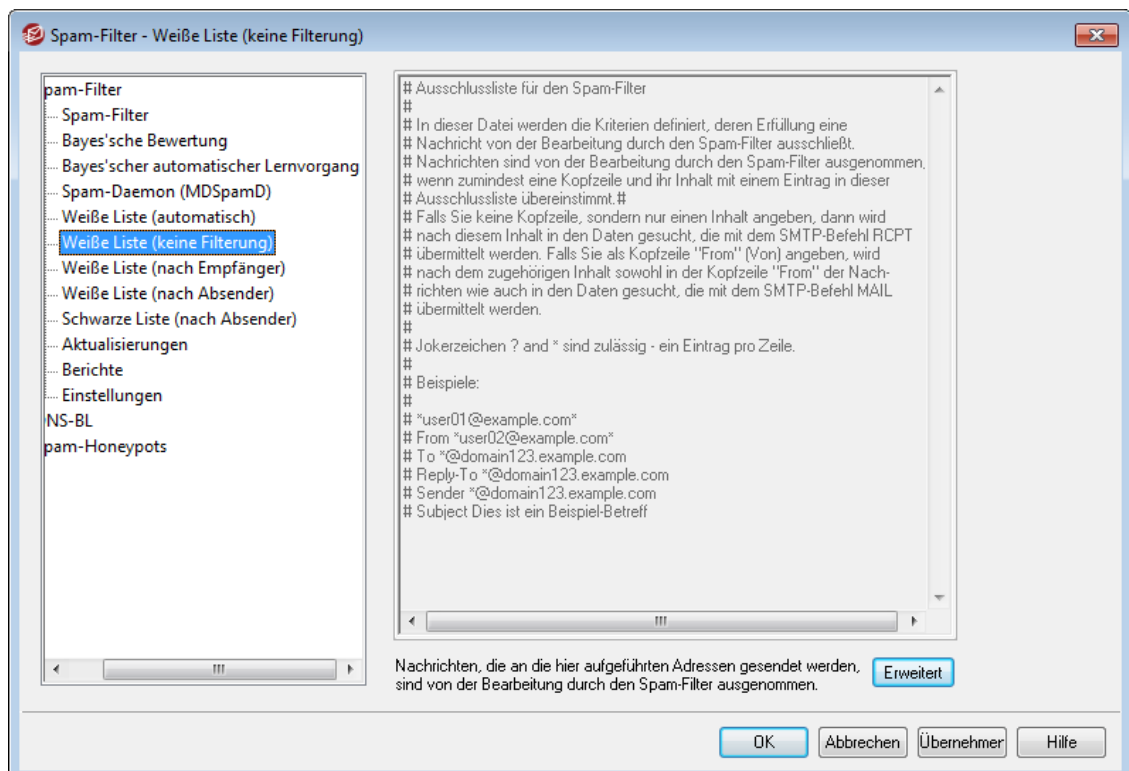 Spam-Filter - Weiße Liste (keine Filterung)
pam-Filter
Spam-Filter
Bayes'sche Bewertung
Bayes'scher automatischer Lernvorgang
Spam-Daemon (MDSpamD)
Weiße Liste (automatisch)
Weiße Liste (keine Filterung)
Weiße Liste (nach Empfänger)
Weiße Liste (nach Absender)
Schwarze Liste (nach Absender)
Aktualisierungen
Berichte
Einstellungen
NS-BL
pam-Honeypots
# Ausschlussliste für den Spam-Filter
#
# In dieser Datei werden die Kriterien definiert, deren Erfüllung eine
# Nachricht von der Bearbeitung durch den Spam-Filter ausschließt.
# Nachrichten sind von der Bearbeitung durch den Spam-Filter ausgenommen,
# wenn zumindest eine Kopfzeile und ihr Inhalt mit einem Eintrag in dieser
# Ausschlussliste übereinstimmt.#
# Falls Sie keine Kopfzeile, sondern nur einen Inhalt angeben, dann wird
# nach diesem Inhalt in den Daten gesucht, die mit dem SMTP-Befehl RCPT
# übermittelt werden. Falls Sie als Kopfzeile "From" (Von) angeben, wird
# nach dem zugehörigen Inhalt sowohl in der Kopfzeile "From" der Nach-
# richten wie auch in den Daten gesucht, die mit dem SMTP-Befehl MAIL
# übermittelt werden.
#
# Jokerzeichen ? and * sind zulässig - ein Eintrag pro Zeile.
#
# Beispiele:
#
# *user01@example.com*
# From *user02@example.com*
# To *@domain123.example.com
# Reply-To *@domain123.example.com
# Sender *@domain123.example.com
# Subject Dies ist ein Beispiel-Betreff
Nachrichten, die an die hier aufgeführten Adressen gesendet werden,
sind von der Bearbeitung durch den Spam-Filter ausgenommen.
Erweitert
OK
Abbrechen
Übernehmer
Hilfe